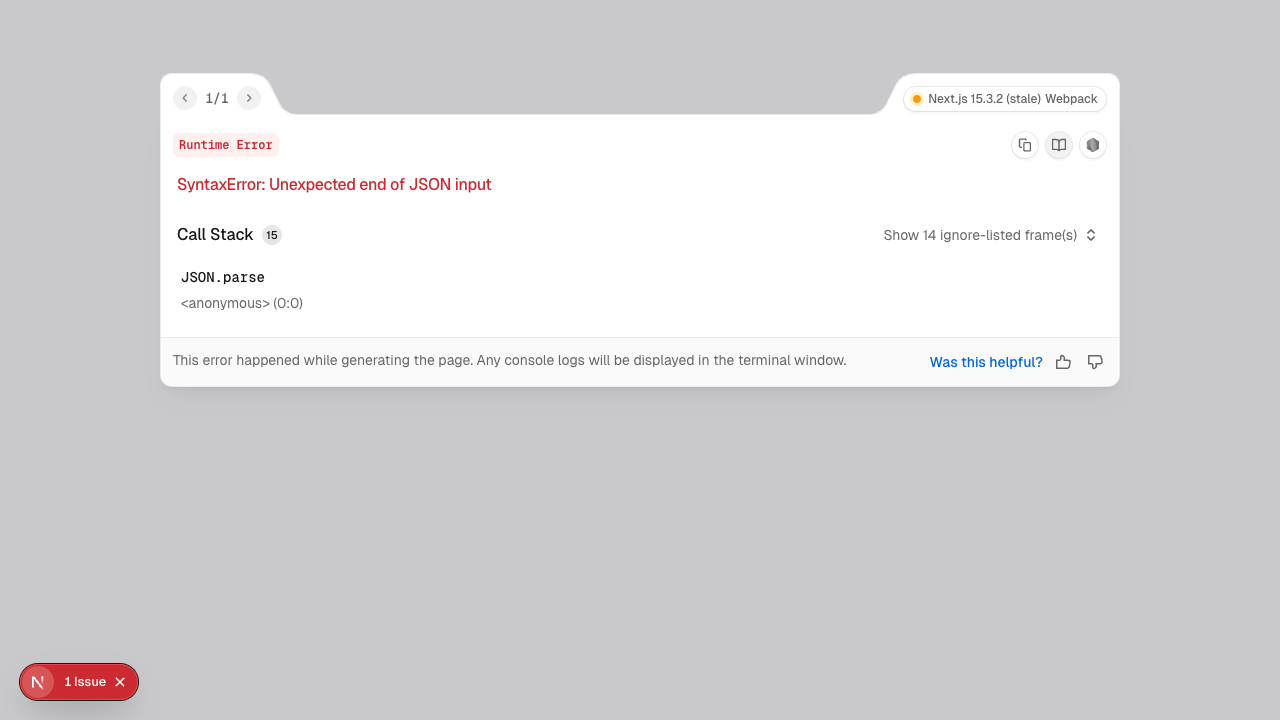 1/1
Next.js 15.3.2 (stale) Webpack
Runtime Error
SyntaxError: Unexpected end of JSON input
Call Stack 15
Show 14 ignore-listed frame(s)
JSON.parse
<anonymous> (0:0)
This error happened while generating the page. Any console logs will be displayed in the terminal window.
Was this helpful?
N 1 Issue